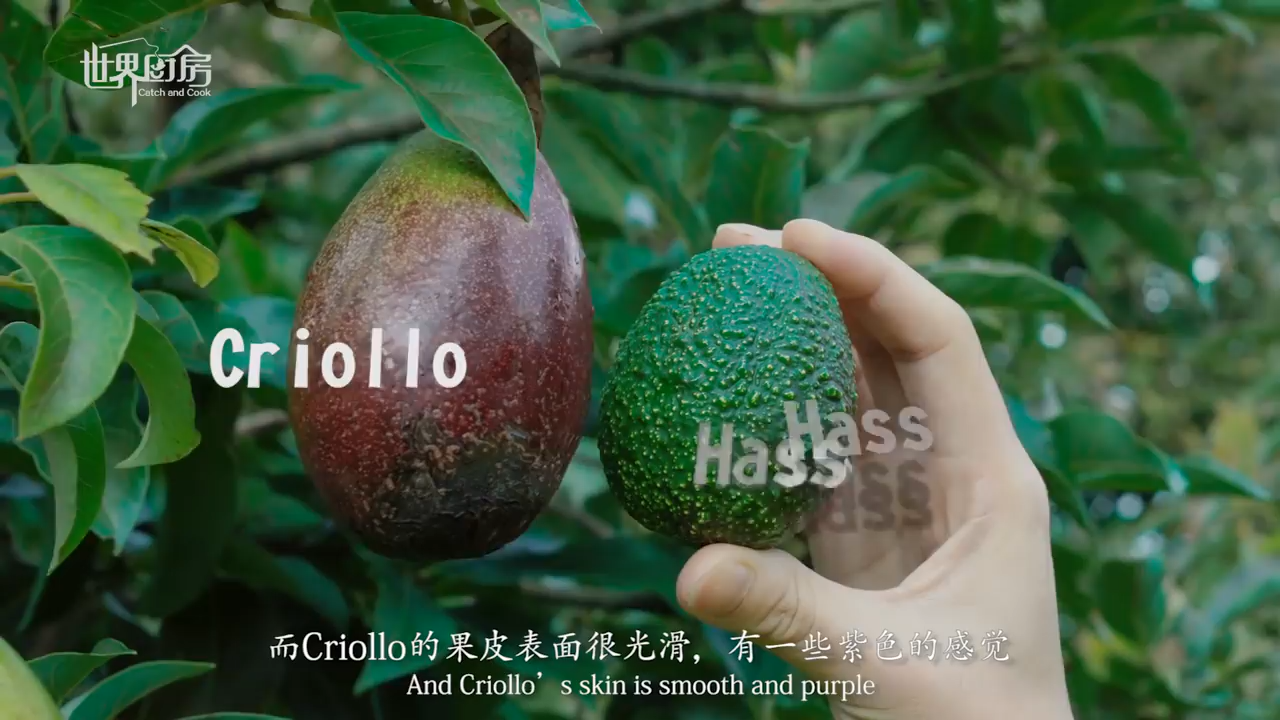 世界厨房
Catch and Cook
Criollo
Hass
Hass
而Criollo的果皮表面很光滑，有一些紫色的感觉
And Criollo's skin is smooth and purple